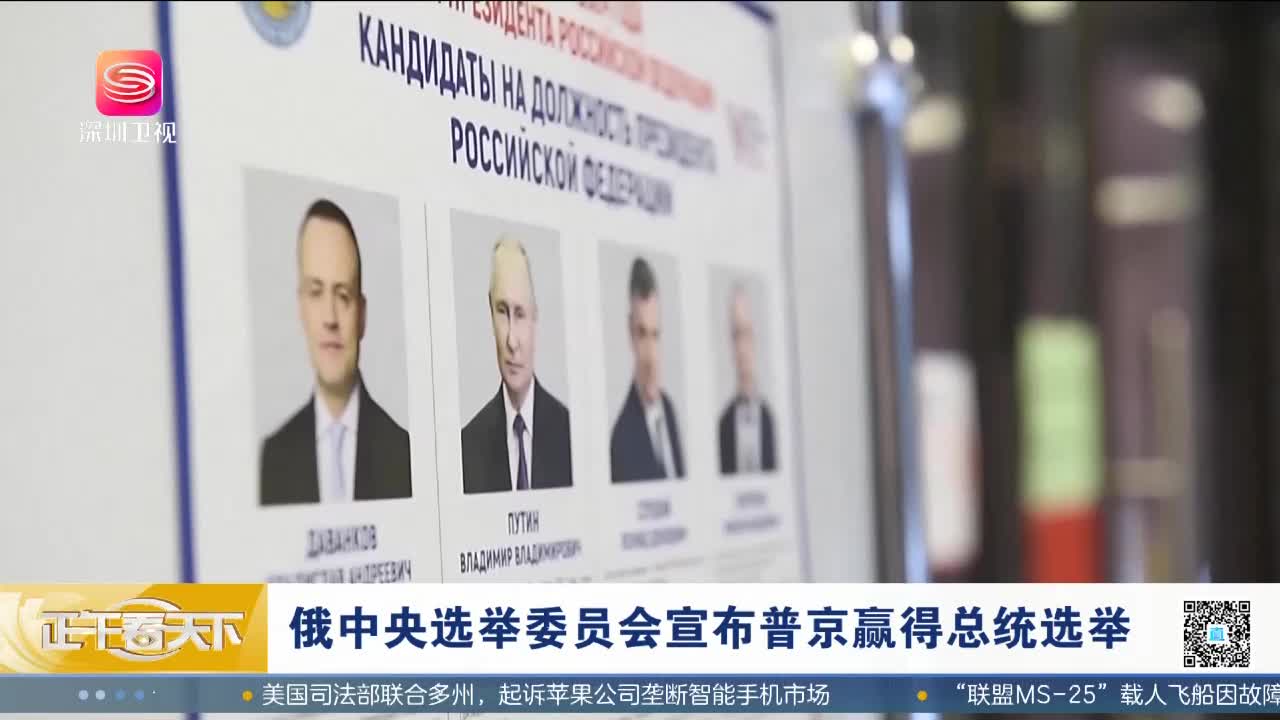 ПРЕЗИДЕНТА РОССИЙСКОЙ ФЕДЕРАЦИИ
КАНДИДАТЫ НА ДОЛЖНОСТЬ ПРЕЗИДЕНТА
РОССИЙСКОЙ ФЕДЕРАЦИИ
深圳卫视
ДАВАНКОВ
АНДРЕЕВИЧ
ПУТИН
ВЛАДИМИР ВЛАДИМИРОВИЧ
СЛУЦКИЙ
正午看天下
俄中央选举委员会宣布普京赢得总统选举
美国司法部联合多州，起诉苹果公司垄断智能手机市场
“联盟MS-25”载人飞船因故障